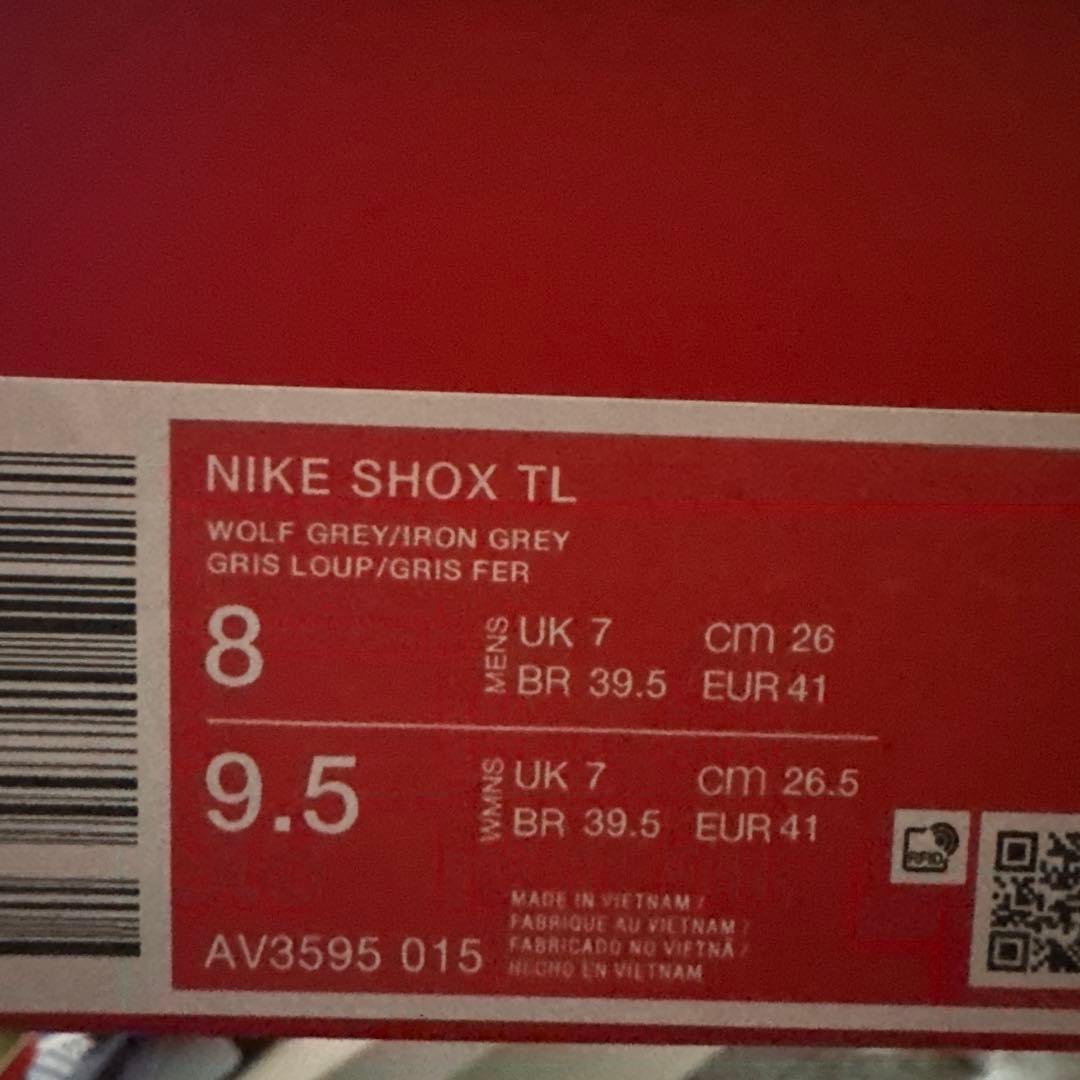 NIKE SHOX TL
WOLF GREY/IRON GREY
GRIS LOUP/GRIS FER
8
MENS
UK 7 cm 26
BR 39.5 EUR 41
9.5
WMNS
UK 7 cm 26.5
BR 39.5 EUR 41
RFID
MADE IN VIETNAM /
FABRIQUE AU VIETNAM /
FABRICADO NO VIETNÃ /
HECHO EN VIETNAM
AV3595 015